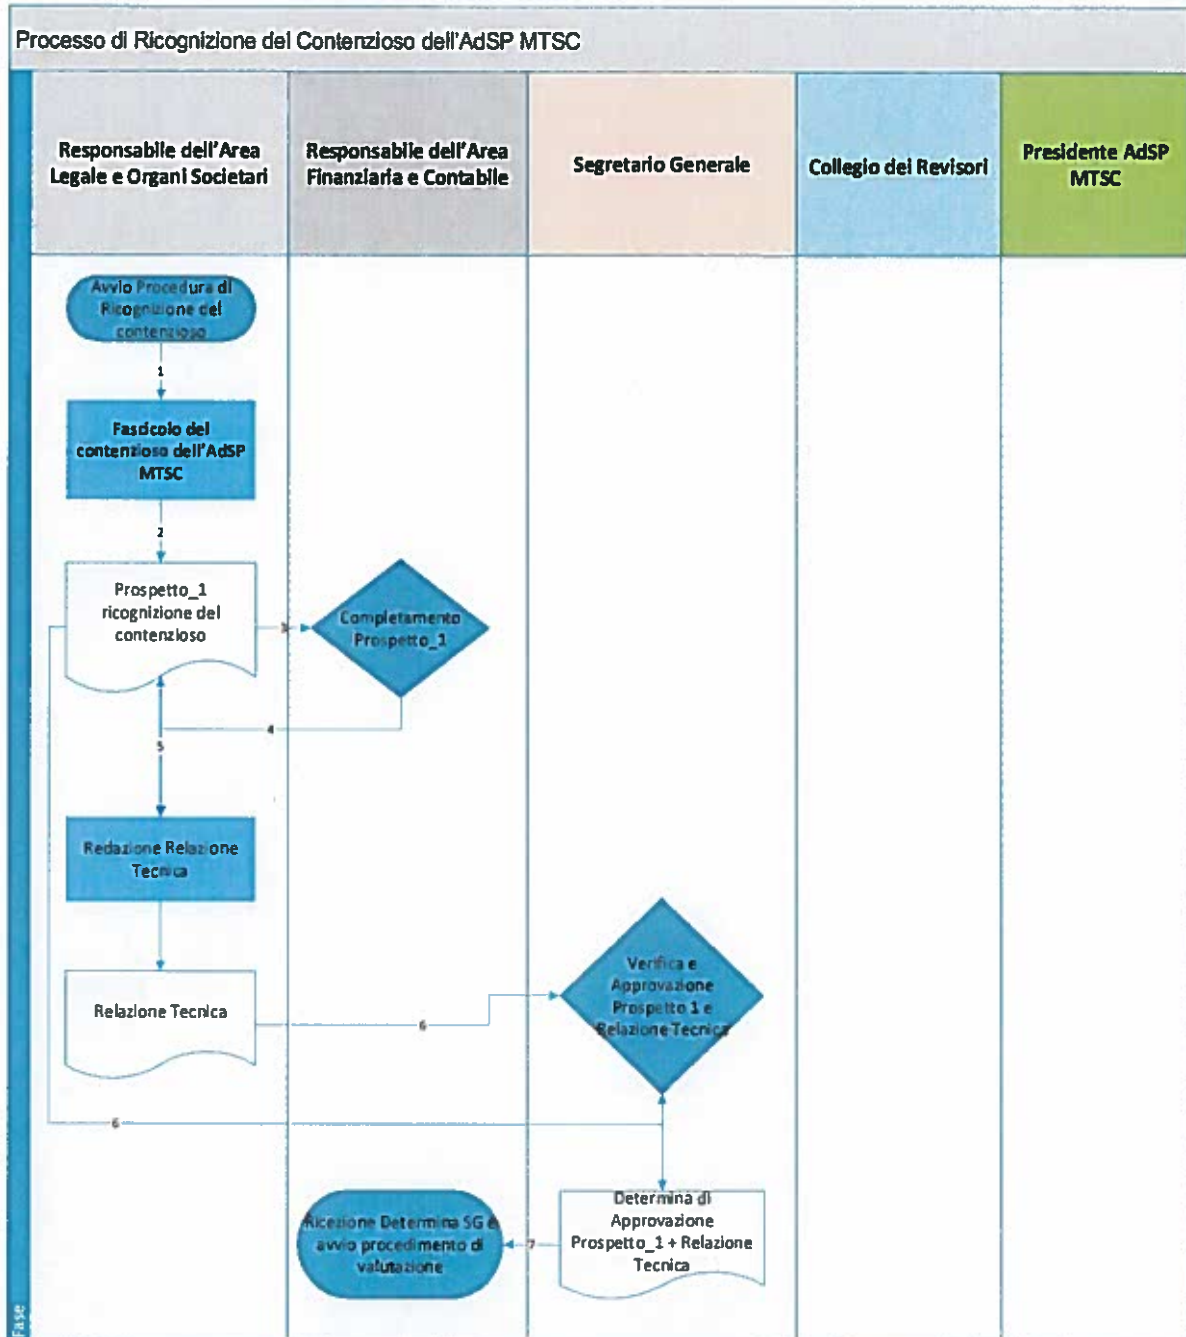 Processo di Ricognizione del Contenzioso dell'AdSP MTSC
Responsabile dell'Area
Legale e Organi Societari
Responsabile dell'Area
Finanziaria e Contabile
Segretario Generale
Collegio dei Revisori
Presidente AdSP
MTSC
Avvio Procedura di
Ricognizione del
contenzioso
1
Fascicolo del
contenzioso dell'AdSP
MTSC
2
Prospetto_1
ricognizione del
contenzioso
3
Completamento
Prospetto_1
4
5
Redazione Relazione
Tecnica
Verifica e
Approvazione
Prospetto 1 e
Relazione Tecnica
Relazione Tecnica
6
6
Determina di
Approvazione
Prospetto_1 + Relazione
Tecnica
7
Ricezione Determina SG e
avvio procedimento di
valutazione
Fase